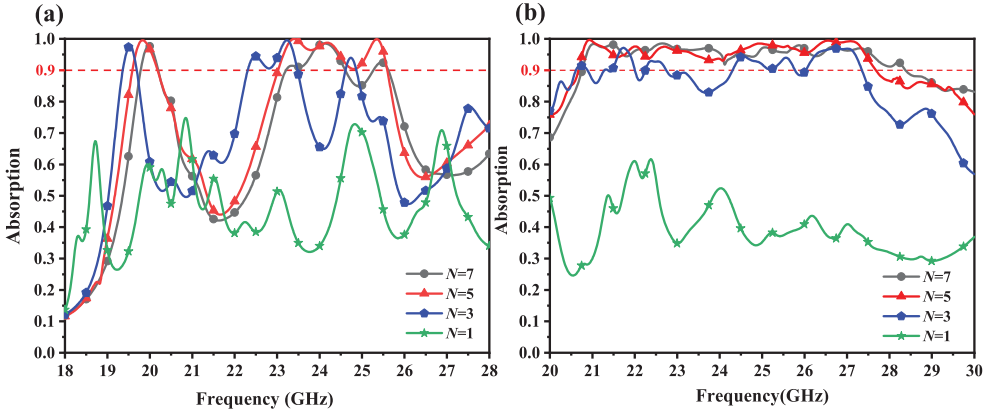 (a)
Absorption
1.0
0.9
0.8
0.7
0.6
0.5
0.4
0.3
0.2
0.1
0.0
18 19 20 21 22 23 24 25 26 27 28
Frequency (GHz)
N=7
N=5
N=3
N=1
(b)
Absorption
1.0
0.9
0.8
0.7
0.6
0.5
0.4
0.3
0.2
0.1
0.0
20 21 22 23 24 25 26 27 28 29 30
Frequency(GHz)
N=7
N=5
N=3
N=1